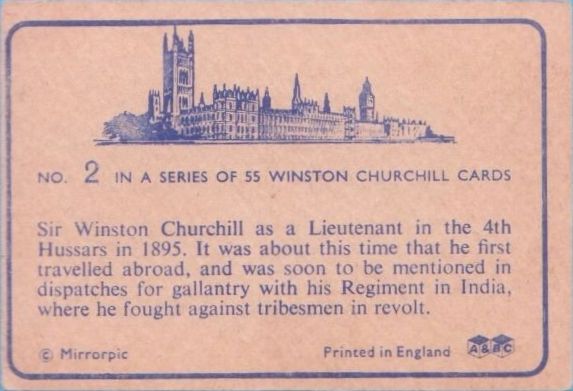 NO. 2 IN A SERIES OF 55 WINSTON CHURCHILL CARDS
Sir Winston Churchill as a Lieutenant in the 4th
Hussars in 1895. It was about this time that he first
travelled abroad, and was soon to be mentioned in
dispatches for gallantry with his Regiment in India,
where he fought against tribesmen in revolt.
© Mirrorpic Printed in England A&BC